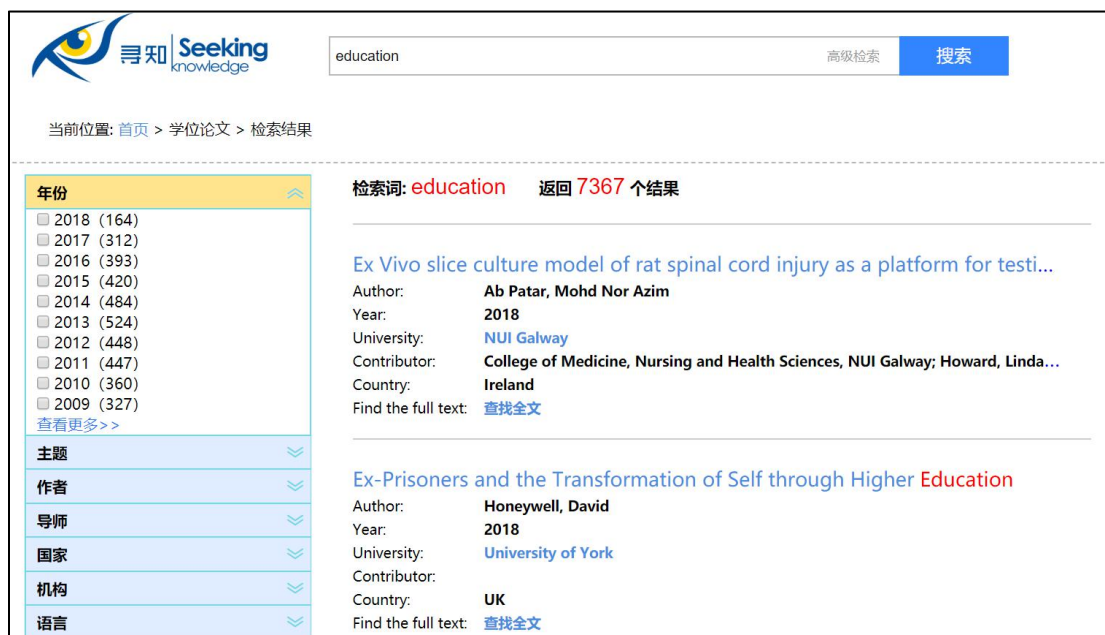 寻知 Seeking knowledge
education 高级检索 搜索
当前位置: 首页 > 学位论文 > 检索结果
年份
2018 (164)
2017 (312)
2016 (393)
2015 (420)
2014 (484)
2013 (524)
2012 (448)
2011 (447)
2010 (360)
2009 (327)
查看更多>>
主题
作者
导师
国家
机构
语言
检索词: education 返回 7367 个结果
Ex Vivo slice culture model of rat spinal cord injury as a platform for testi...
Author: Ab Patar, Mohd Nor Azim
Year: 2018
University: NUI Galway
Contributor: College of Medicine, Nursing and Health Sciences, NUI Galway; Howard, Linda...
Country: Ireland
Find the full text: 查找全文
Ex-Prisoners and the Transformation of Self through Higher Education
Author: Honeywell, David
Year: 2018
University: University of York
Contributor:
Country: UK
Find the full text: 查找全文